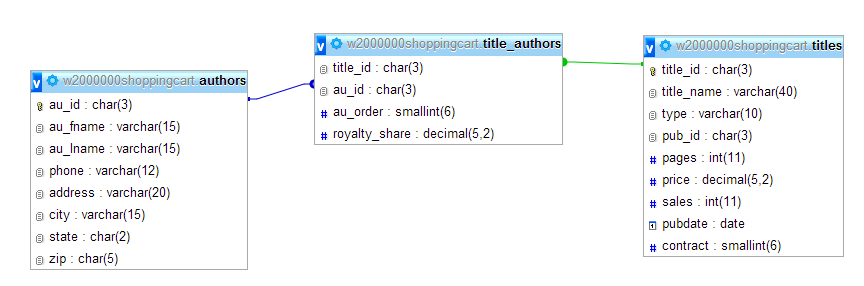 v w2000000shoppingcart.authors
au_id : char(3)
au_fname : varchar(15)
au_lname : varchar(15)
phone : varchar(12)
address : varchar(20)
city : varchar(15)
state : char(2)
zip : char(5)
v w2000000shoppingcart.title_authors
title_id : char(3)
au_id : char(3)
# au_order : smallint(6)
# royalty_share : decimal(5,2)
v w2000000shoppingcart.titles
title_id : char(3)
title_name : varchar(40)
type : varchar(10)
pub_id : char(3)
# pages : int(11)
# price : decimal(5,2)
# sales : int(11)
pubdate : date
# contract : smallint(6)